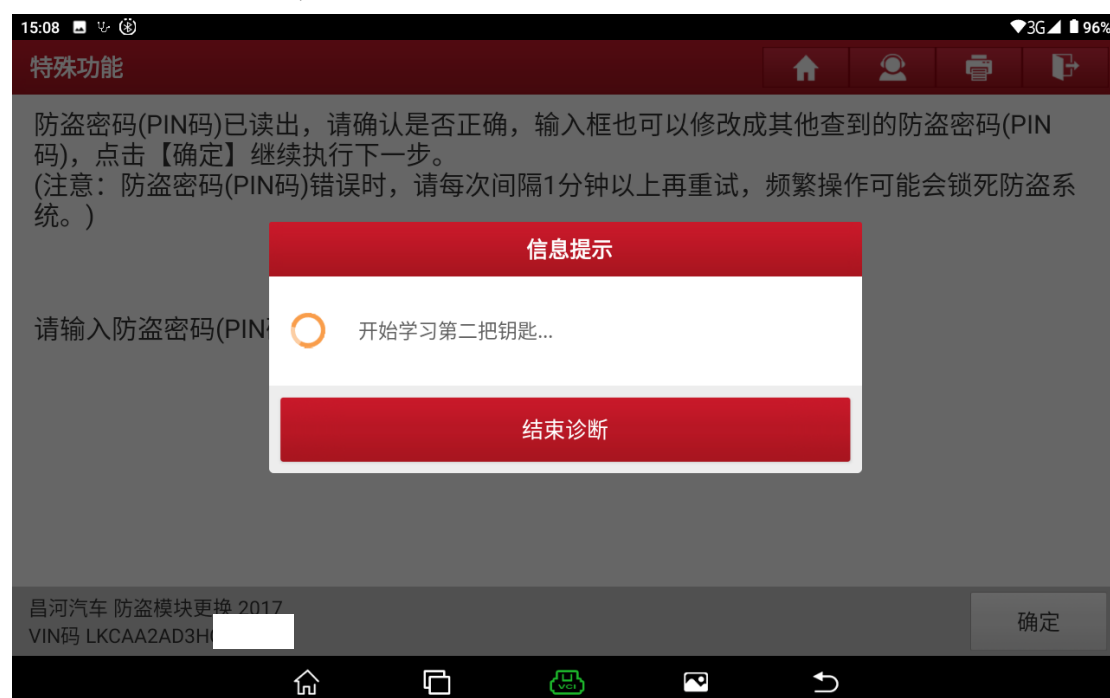 15:08
3G 96%
特殊功能
防盗密码(PIN码)已读出，请确认是否正确，输入框也可以修改成其他查到的防盗密码(PIN
码)，点击【确定】继续执行下一步。
(注意：防盗密码(PIN码)错误时，请每次间隔1分钟以上再重试，频繁操作可能会锁死防盗系
统。)
信息提示
请输入防盗密码(PIN
开始学习第二把钥匙...
结束诊断
昌河汽车 防盗模块更换 2017
VIN码 LKCAA2AD3H
确定
VCI